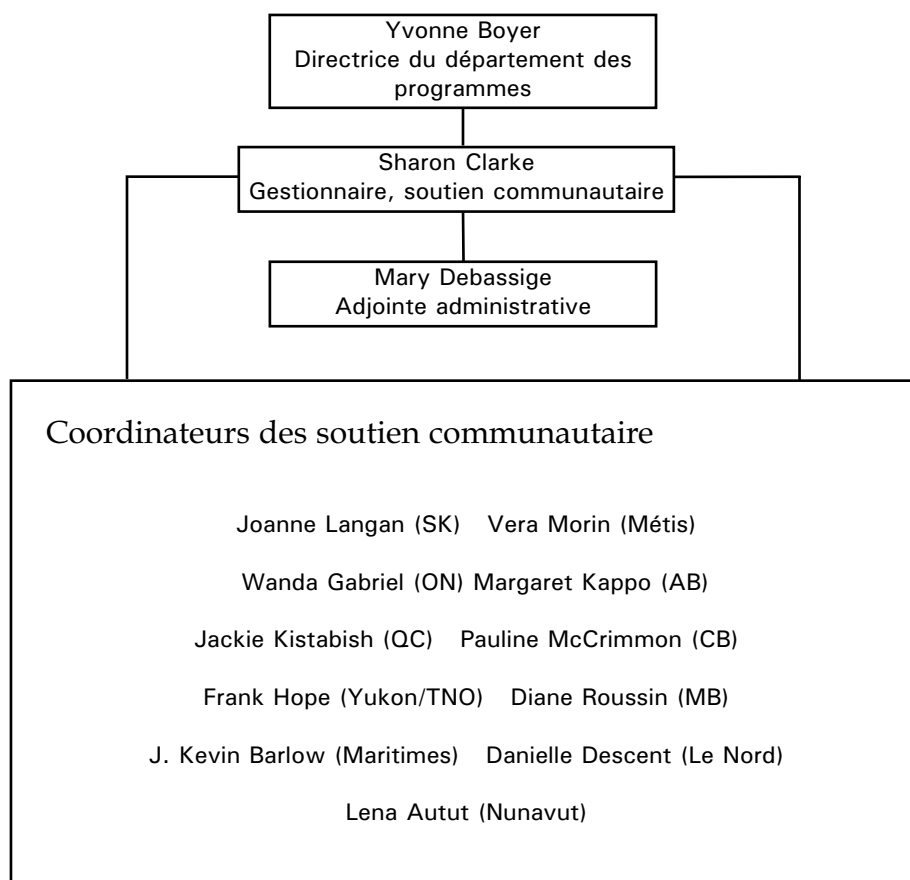 Yvonne Boyer
Directrice du département des
programmes
Sharon Clarke
Gestionnaire, soutien communautaire
Mary Debassige
Adjointe administrative
Coordinateurs des soutien communautaire
Joanne Langan (SK) Vera Morin (Métis)
Wanda Gabriel (ON) Margaret Kappo (AB)
Jackie Kistabish (QC) Pauline McCrimmon (CB)
Frank Hope (Yukon/TNO) Diane Roussin (MB)
J. Kevin Barlow (Maritimes) Danielle Descent (Le Nord)
Lena Autut (Nunavut)